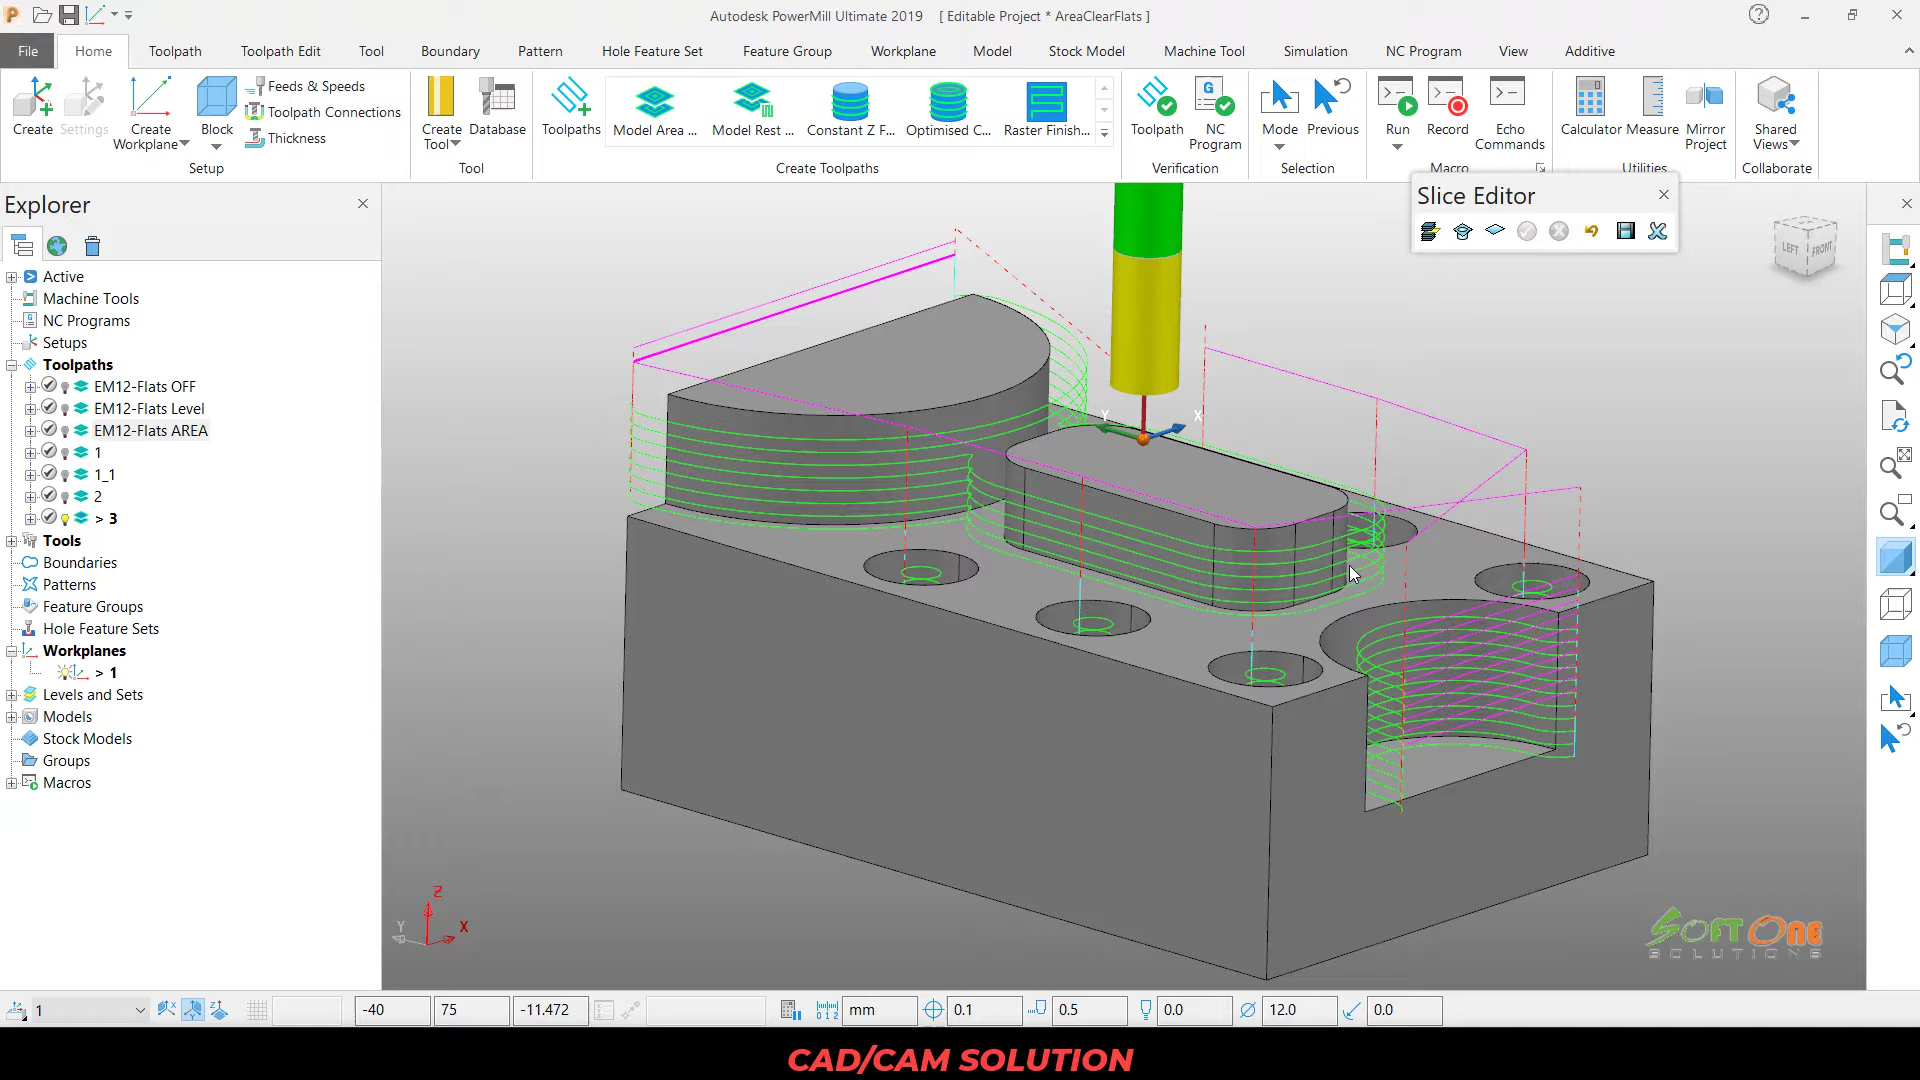 Autodesk PowerMill Ultimate 2019 [ Editable Project * AreaClearFlats ]
File Home Toolpath Toolpath Edit Tool Boundary Pattern Hole Feature Set Feature Group Workplane Model Stock Model Machine Tool Simulation NC Program View Additive
Create Settings Create Workplane Block Feeds & Speeds Toolpath Connections Thickness
Create Tool Database
Toolpaths Model Area ... Model Rest ... Constant Z F... Optimised C... Raster Finish...
Toolpath NC Program
Mode Previous
Run Record Echo Commands
Calculator Measure Mirror Project
Shared Views
Setup Tool Create Toolpaths Verification Selection Macro Utilities Collaborate
Slice Editor
Explorer
Active
Machine Tools
NC Programs
Setups
Toolpaths
EM12-Flats OFF
EM12-Flats Level
EM12-Flats AREA
1
1_1
2
> 3
Tools
Boundaries
Patterns
Feature Groups
Hole Feature Sets
Workplanes
> 1
Levels and Sets
Models
Stock Models
Groups
Macros
LEFT FRONT
Y X
Z
Y X
SOFTONE
SOLUTIONS
1 -40 75 -11.472 mm 0.1 0.5 0.0 12.0 0.0
CAD/CAM SOLUTION